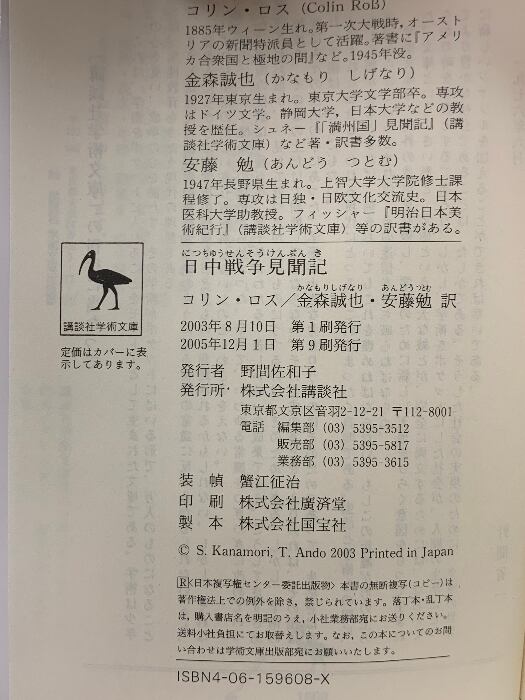 コリン・ロス (Colin Roß)
1885年ウィーン生れ。第一次大戦時，オースト
リアの新聞特派員として活躍。著書に『アメリ
カ合衆国と極地の間』など。1945年没。
金森誠也（かなもり　しげなり）
1927年東京生まれ。東京大学文学部卒。専攻
はドイツ文学。静岡大学，日本大学などの教
授を歴任。シュネー『「満州国」見聞記』（講
談社学術文庫）など著・訳書多数。
安藤　勉（あんどう　つとむ）
1947年長野県生まれ。上智大学大学院修士課
程修了。専攻は日独・日欧文化交流史。日本
医科大学助教授。フィッシャー『明治日本美
術紀行』（講談社学術文庫）等の訳書がある。
にっちゅうせんそうけんぶんき
日中戦争見聞記
かなもりしげなり　あんどうつとむ
コリン・ロス／金森誠也・安藤勉 訳
2003年8月10日　第1刷発行
2005年12月1日　第9刷発行
講談社学術文庫
定価はカバーに表
示してあります。
発行者　野間佐和子
発行所　株式会社講談社
東京都文京区音羽2-12-21 〒112-8001
電話　編集部 (03) 5395-3512
販売部 (03) 5395-5817
業務部 (03) 5395-3615
装　幀　蟹江征治
印　刷　株式会社廣済堂
製　本　株式会社国宝社
© S. Kanamori, T. Ando 2003 Printed in Japan
R〈日本複写権センター委託出版物〉本書の無断複写(コピー)は
著作権法上での例外を除き，禁じられています。落丁本・乱丁本
は，購入書店名を明記のうえ，小社業務部宛にお送りください。
送料小社負担にてお取替えします。なお，この本についてのお問
い合わせは学術文庫出版部宛にお願いいたします。
ISBN4-06-159608-X